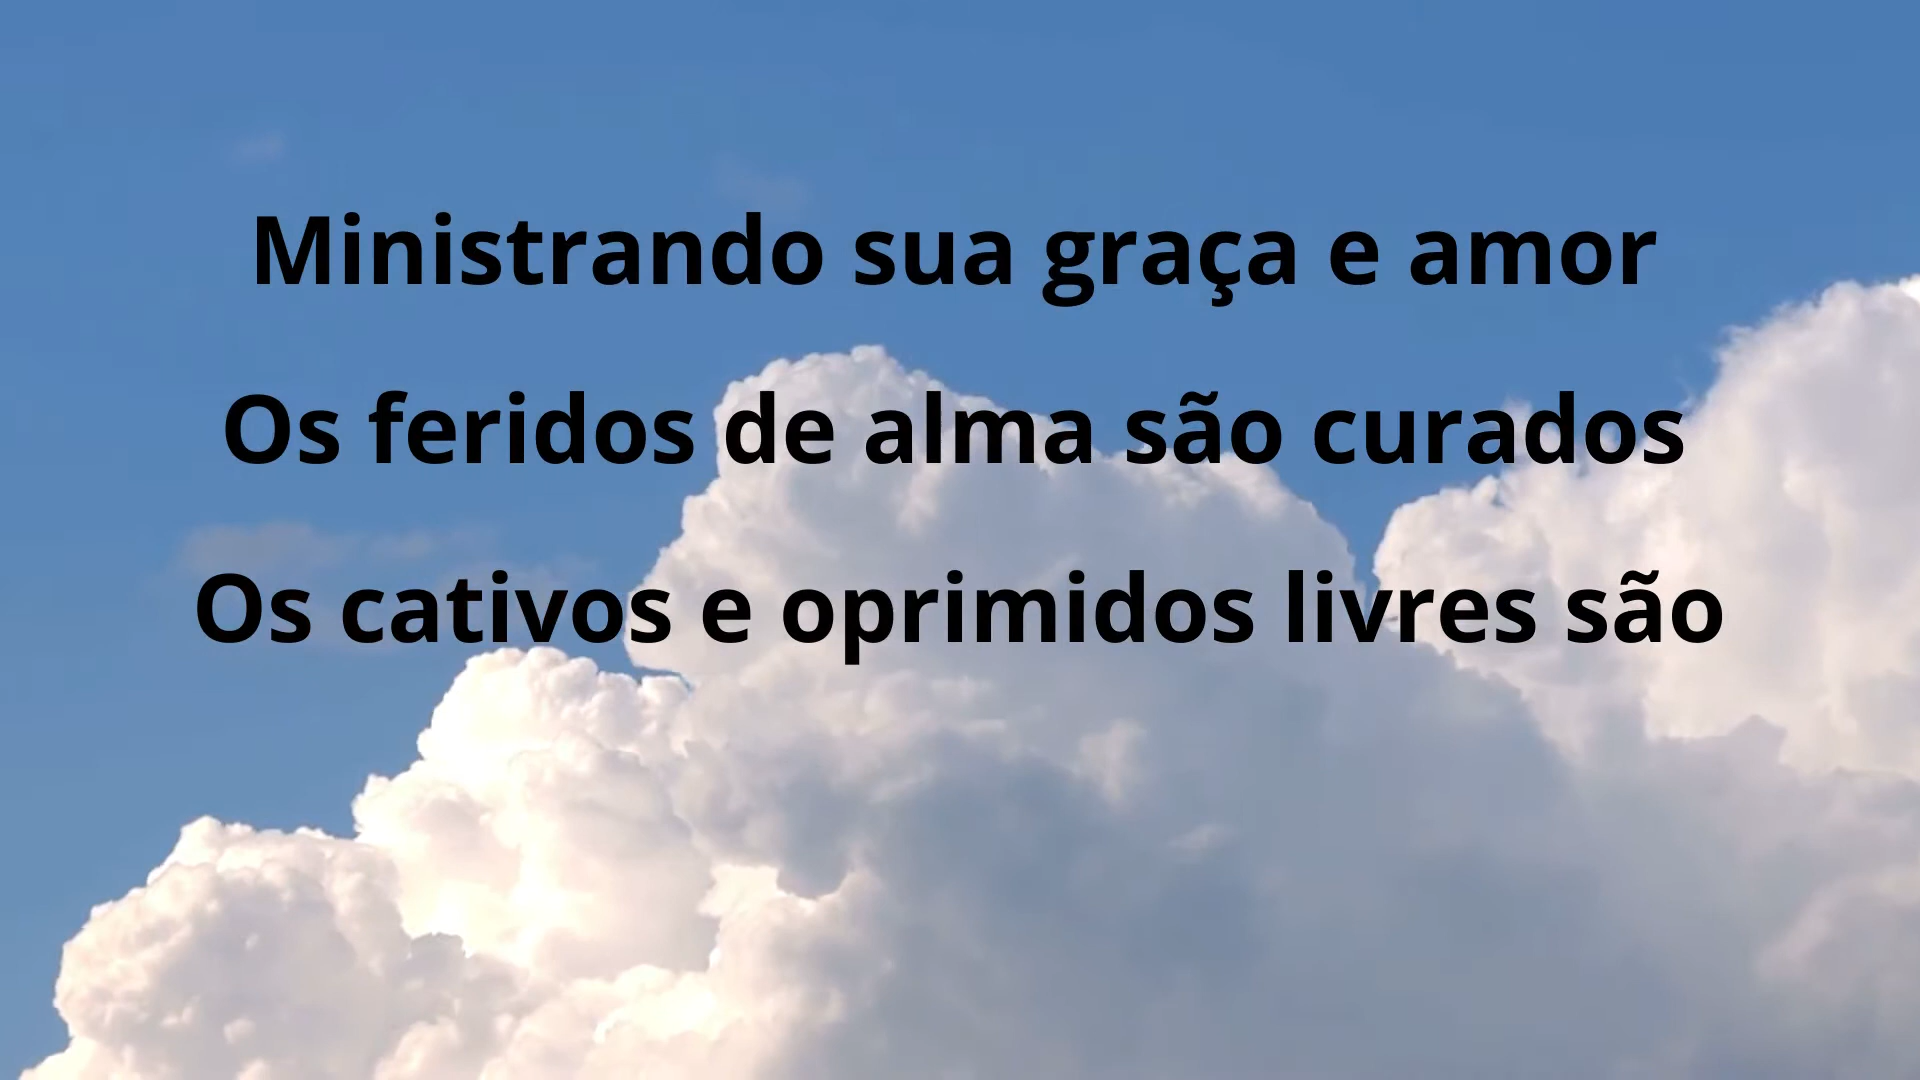 Ministrando sua graça e amor
Os feridos de alma são curados
Os cativos e oprimidos livres são